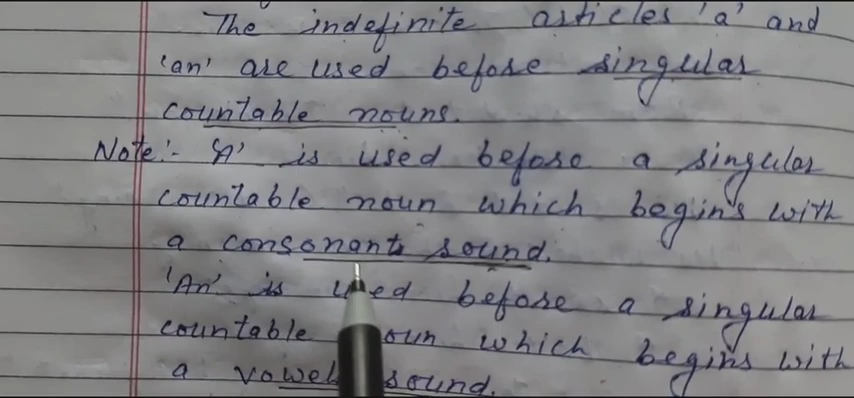 The indefinite articles 'a' and
'an' are used before singular
countable nouns.
Note:- 'A' is used before a singular
countable noun which begins with
a consonant sound.
'An' is used before a singular
countable noun which begins with
a vowel sound.